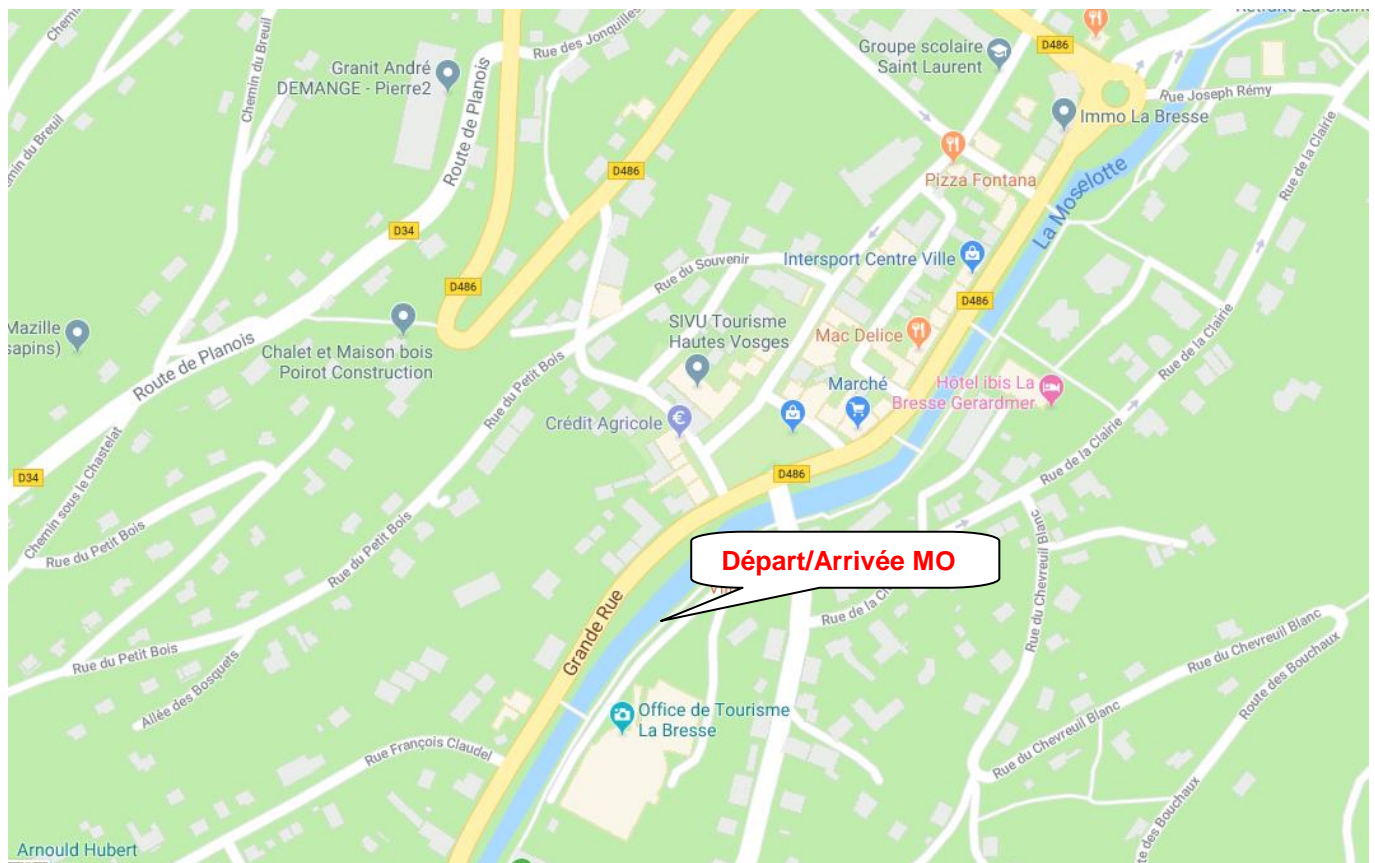 Chemin du Breuil
Rue des Jonquilles
Groupe scolaire
Saint Laurent
D486
Granit André
DEMANGE - Pierre2
Chemin du Breuil
Route de Planois
Rue Joseph Rémy
Immo La Bresse
D486
Pizza Fontana
La Moselotte
Rue de la Clairie
D34
Rue du Souvenir
Intersport Centre Ville
D486
D486
Mazille
sapins)
SIVU Tourisme
Hautes Vosges
Mac Delice
Rue de la Clairie
Route de Planois
Chalet et Maison bois
Poirot Construction
Rue du Petit Bois
Marché
Hôtel ibis La
Bresse Gerardmer
Crédit Agricole
Rue de la Clairie
D34
D486
Chemin sous le Chastelat
Rue du Petit Bois
Rue du Petit Bois
Départ/Arrivée MO
Rue du Chevreuil Blanc
Grande Rue
Rue de la
Rue du Petit Bois
Allée des Bosquets
Rue du Chevreuil Blanc
Route des Bouchaux
Office de Tourisme
La Bresse
Rue François Claudel
Rue du Chevreuil Blanc
te des Bouchaux
Arnould Hubert